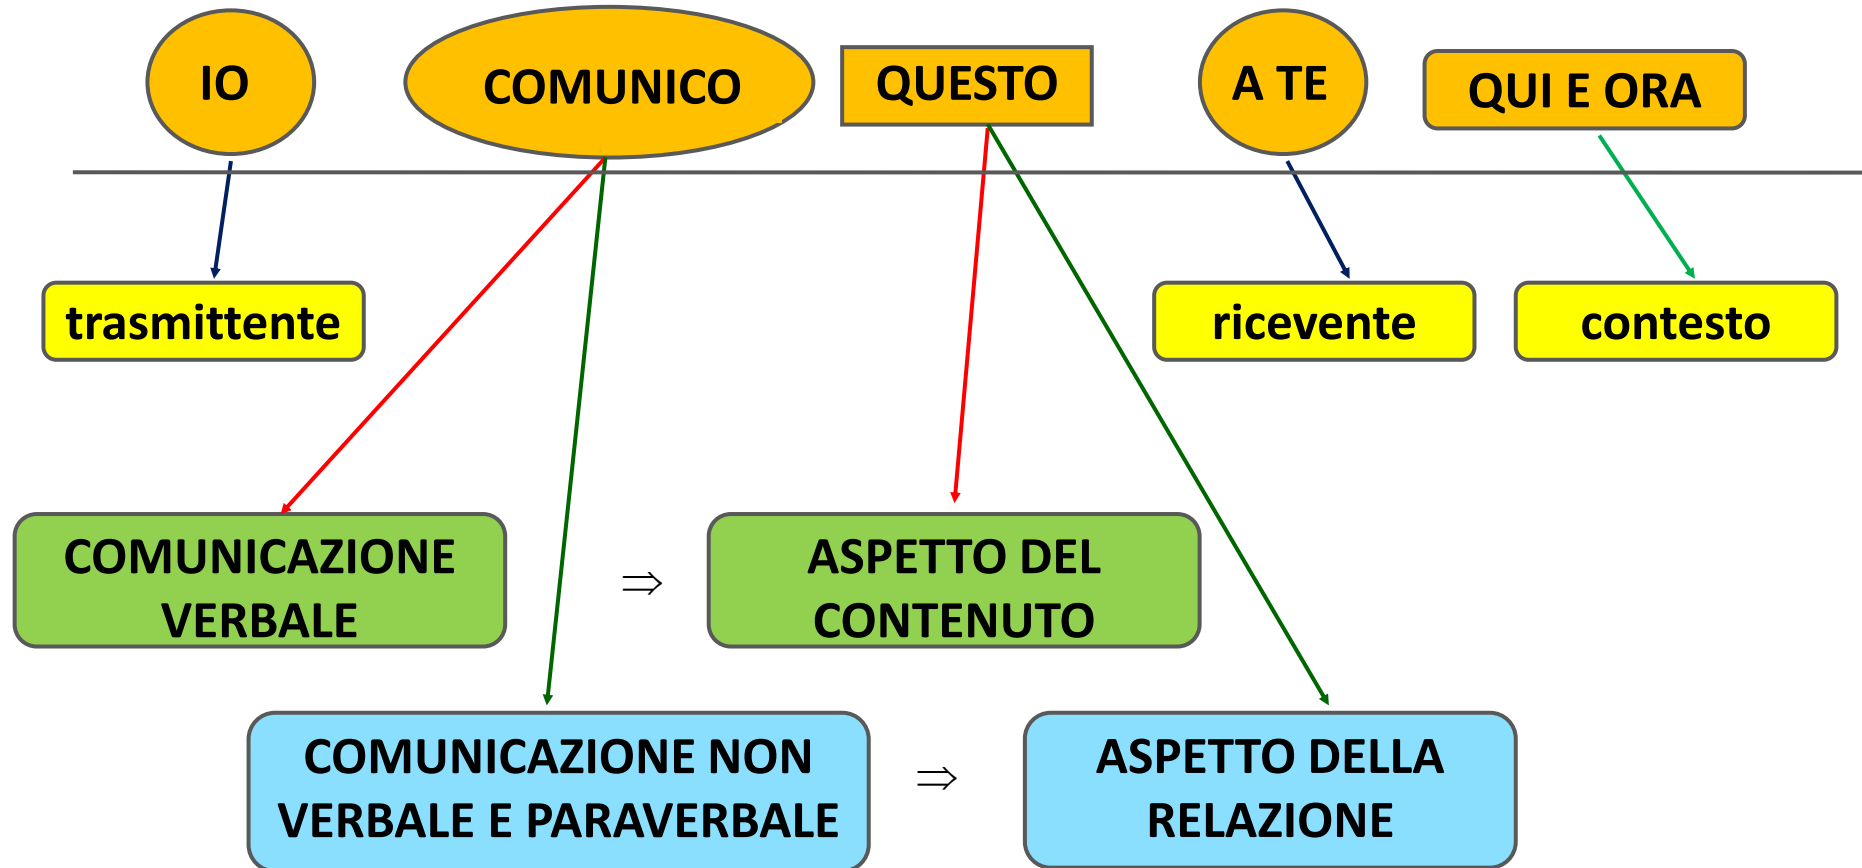 IO
COMUNICO
QUESTO
A TE
QUI E ORA
trasmittente
ricevente
contesto
COMUNICAZIONE
VERBALE
⇒
ASPETTO DEL
CONTENUTO
COMUNICAZIONE NON
VERBALE E PARAVERBALE
⇒
ASPETTO DELLA
RELAZIONE